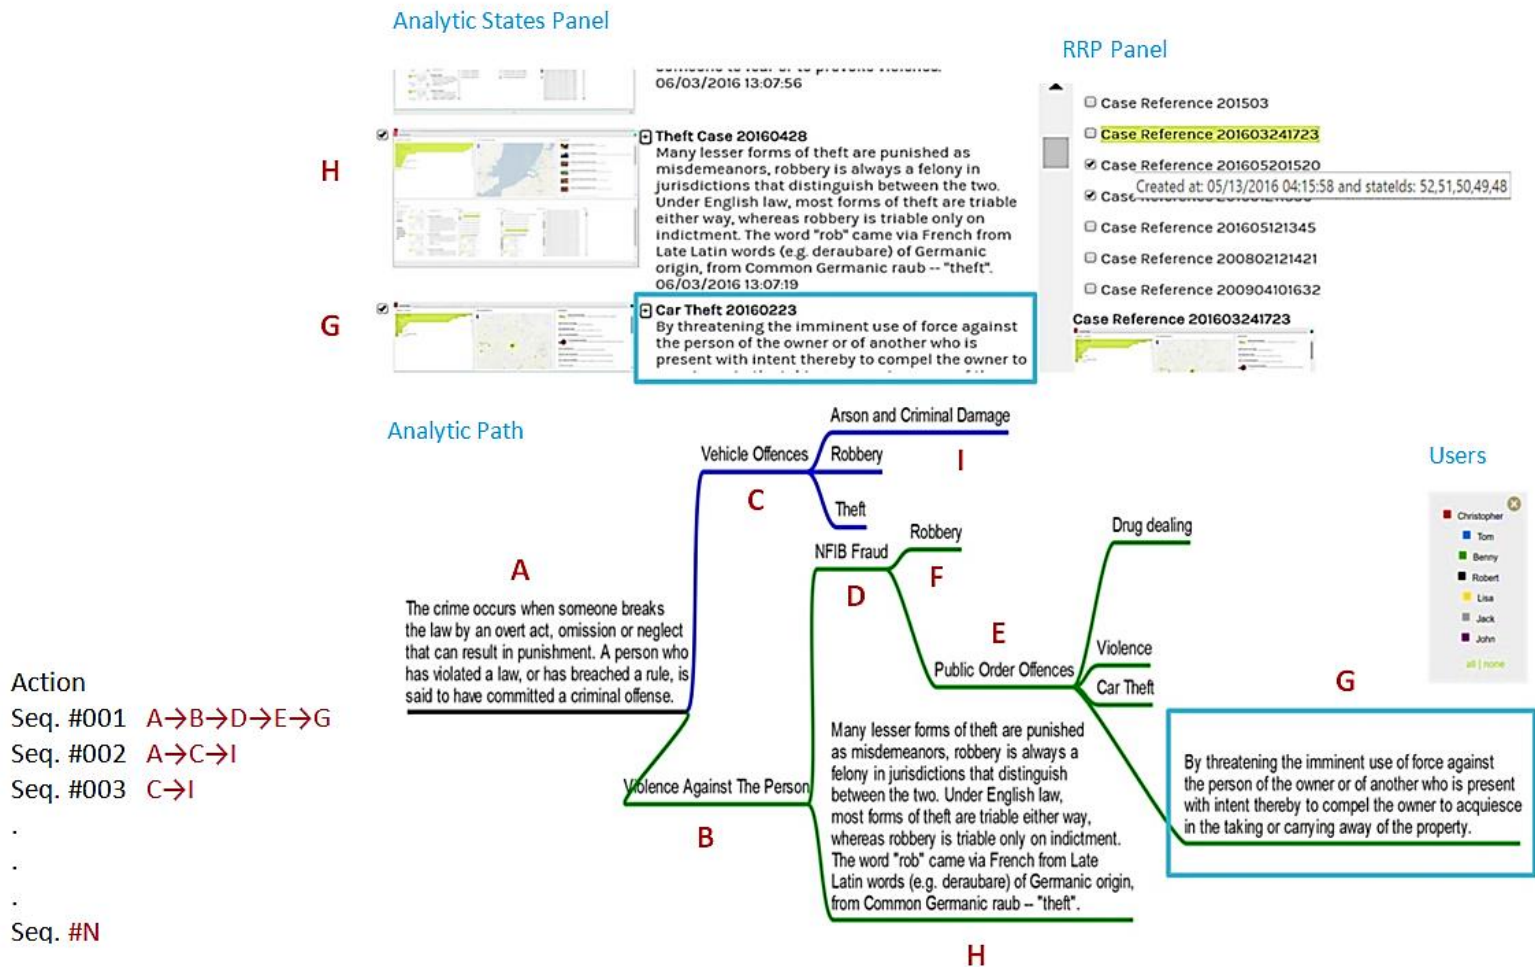 Analytic States Panel
RRP Panel
someone to fear or to provoke violence.
06/03/2016 13:07:56
H
Theft Case 20160428
Many lesser forms of theft are punished as
misdemeanors, robbery is always a felony in
jurisdictions that distinguish between the two.
Under English law, most forms of theft are triable
either way, whereas robbery is triable only on
indictment. The word "rob" came via French from
Late Latin words (e.g. deraubare) of Germanic
origin, from Common Germanic raub -- "theft".
06/03/2016 13:07:19
G
Car Theft 20160223
By threatening the imminent use of force against
the person of the owner or of another who is
present with intent thereby to compel the owner to
Case Reference 201503
Case Reference 201603241723
Case Reference 201605201520
Created at: 05/13/2016 04:15:58 and stateIds: 52,51,50,49,48
Case Reference 201605121345
Case Reference 200802121421
Case Reference 200904101632
Case Reference 201603241723
Analytic Path
Arson and Criminal Damage
I
Vehicle Offences
Robbery
C
Theft
Users
Christopher
Tom
Benny
Robert
Lisa
Jack
John
all | none
A
The crime occurs when someone breaks
the law by an overt act, omission or neglect
that can result in punishment. A person who
has violated a law, or has breached a rule, is
said to have committed a criminal offense.
NFIB Fraud
Robbery
Drug dealing
D
F
E
Public Order Offences
Violence
Car Theft
G
By threatening the imminent use of force against
the person of the owner or of another who is present
with intent thereby to compel the owner to acquiesce
in the taking or carrying away of the property.
Violence Against The Person
B
Many lesser forms of theft are punished
as misdemeanors, robbery is always a
felony in jurisdictions that distinguish
between the two. Under English law,
most forms of theft are triable either way,
whereas robbery is triable only on indictment.
The word "rob" came via French from Late
Latin words (e.g. deraubare) of Germanic origin,
from Common Germanic raub -- "theft".
H
Action
Seq. #001 A→B→D→E→G
Seq. #002 A→C→I
Seq. #003 C→I
.
.
.
Seq. #N